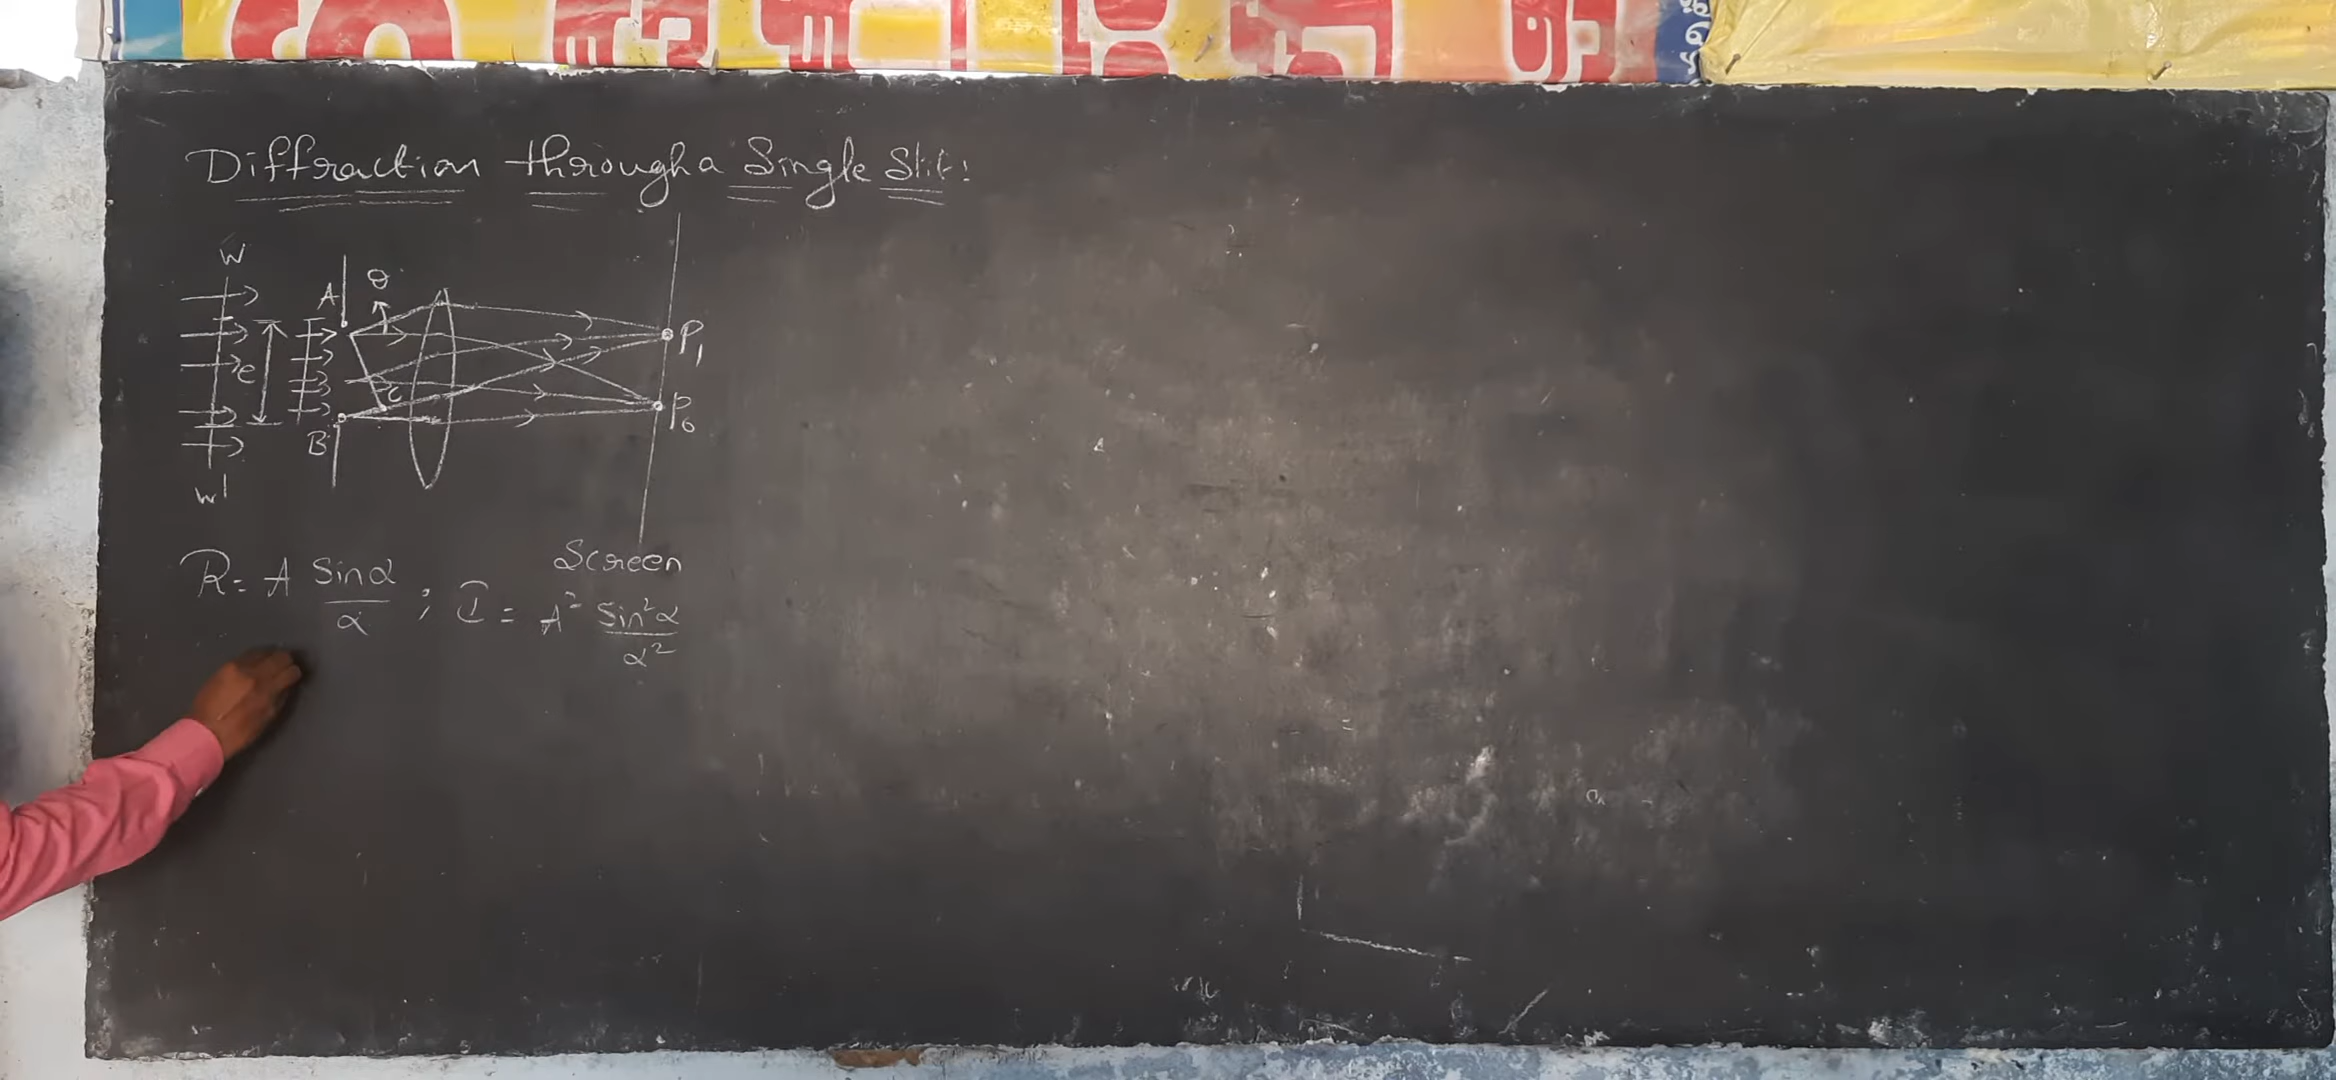 Diffraction through a Single Slit:
W
A θ
e
P₁
C
P₀
B
W'
Screen
R = A Sinα/α ; I = A² Sin²α/α²